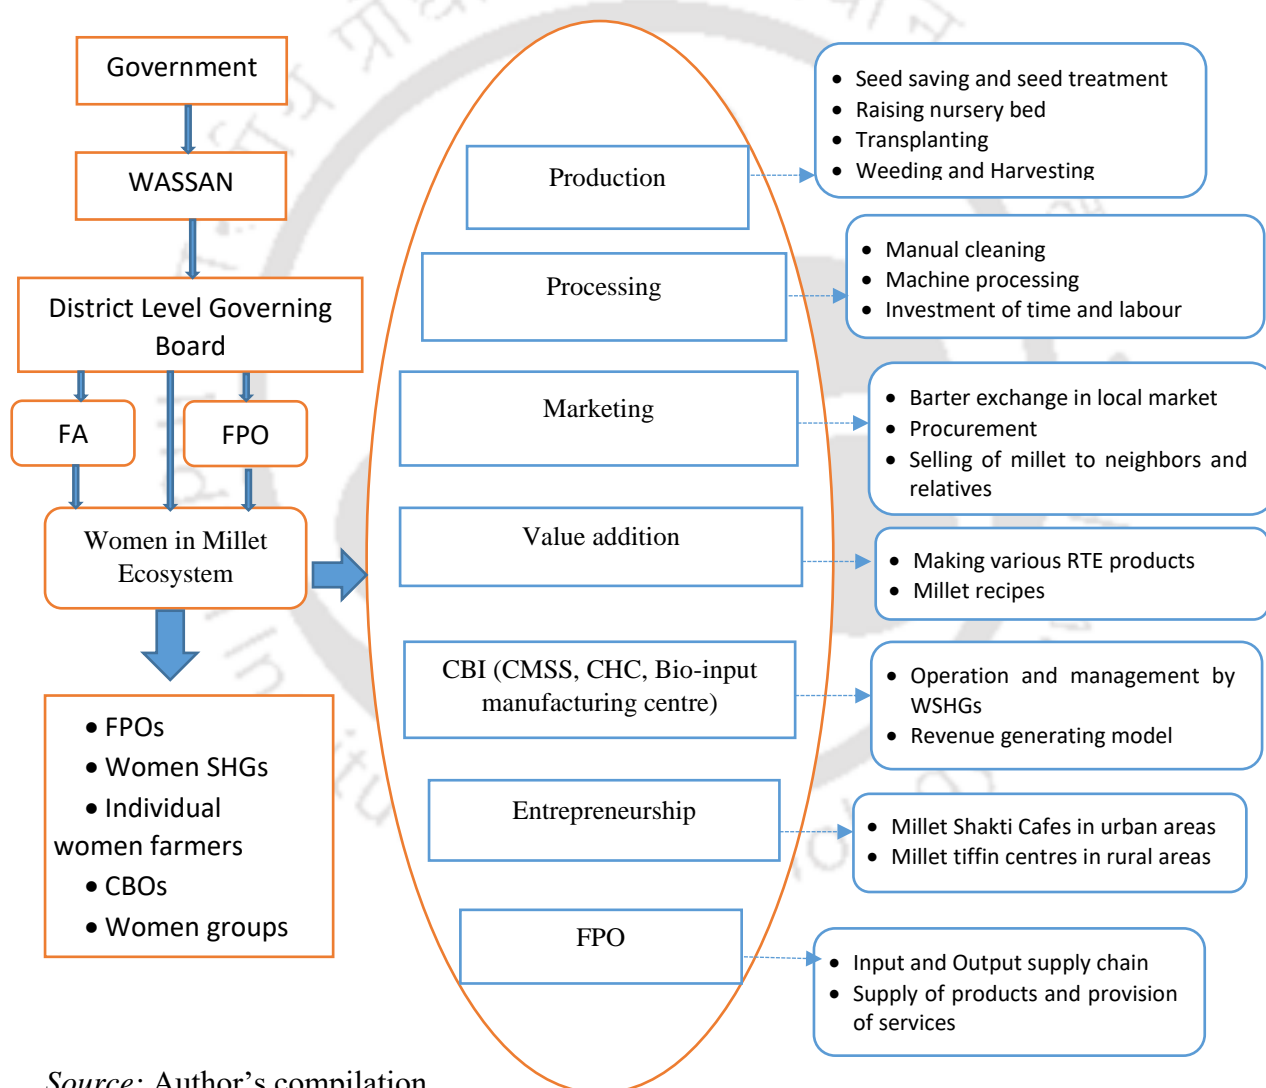 Government
WASSAN
District Level Governing
Board
FA
FPO
Women in Millet
Ecosystem
• FPOs
• Women SHGs
• Individual
women farmers
• CBOs
• Women groups
Production
• Seed saving and seed treatment
• Raising nursery bed
• Transplanting
• Weeding and Harvesting
Processing
• Manual cleaning
• Machine processing
• Investment of time and labour
Marketing
• Barter exchange in local market
• Procurement
• Selling of millet to neighbors and
relatives
Value addition
• Making various RTE products
• Millet recipes
CBI (CMSS, CHC, Bio-input
manufacturing centre)
• Operation and management by
WSHGs
• Revenue generating model
Entrepreneurship
• Millet Shakti Cafes in urban areas
• Millet tiffin centres in rural areas
FPO
• Input and Output supply chain
• Supply of products and provision
of services
Source: Author's compilation